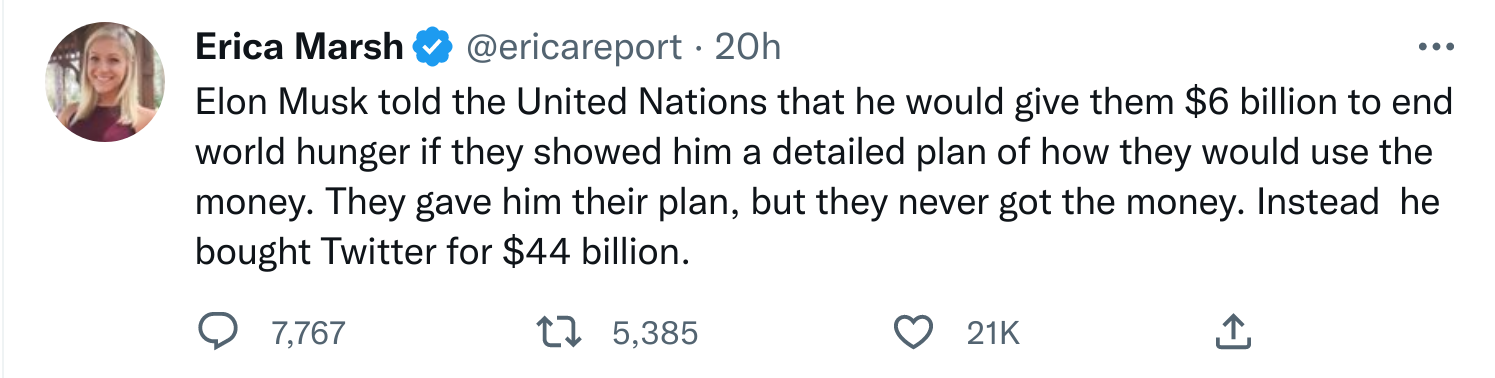 Erica Marsh @ericareport · 20h
Elon Musk told the United Nations that he would give them $6 billion to end
world hunger if they showed him a detailed plan of how they would use the
money. They gave him their plan, but they never got the money. Instead  he
bought Twitter for $44 billion.
7,767 5,385 21K